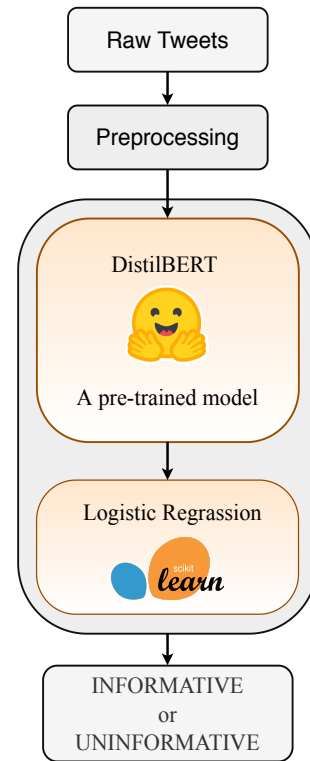 Raw Tweets
Preprocessing
DistilBERT
A pre-trained model
Logistic Regrassion
scikit
learn
INFORMATIVE
or
UNINFORMATIVE